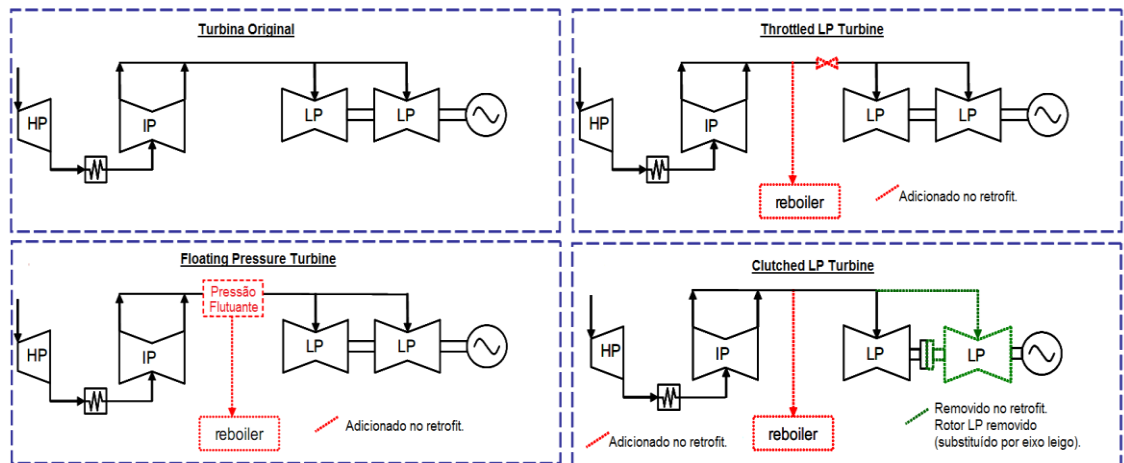 Turbina Original
HP
IP
LP
LP
Throttled LP Turbine
HP
IP
LP
LP
reboiler
Adicionado no retrofit.
Floating Pressure Turbine
Pressão
Flutuante
HP
IP
LP
LP
reboiler
Adicionado no retrofit.
Clutched LP Turbine
HP
IP
LP
LP
reboiler
Adicionado no retrofit.
Removido no retrofit.
Rotor LP removido
(substituído por eixo leigo).